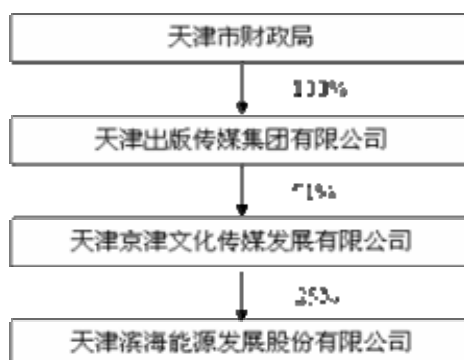 天津市财政局
100%
天津出版传媒集团有限公司
51%
天津京津文化传媒发展有限公司
25%
天津滨海能源发展股份有限公司